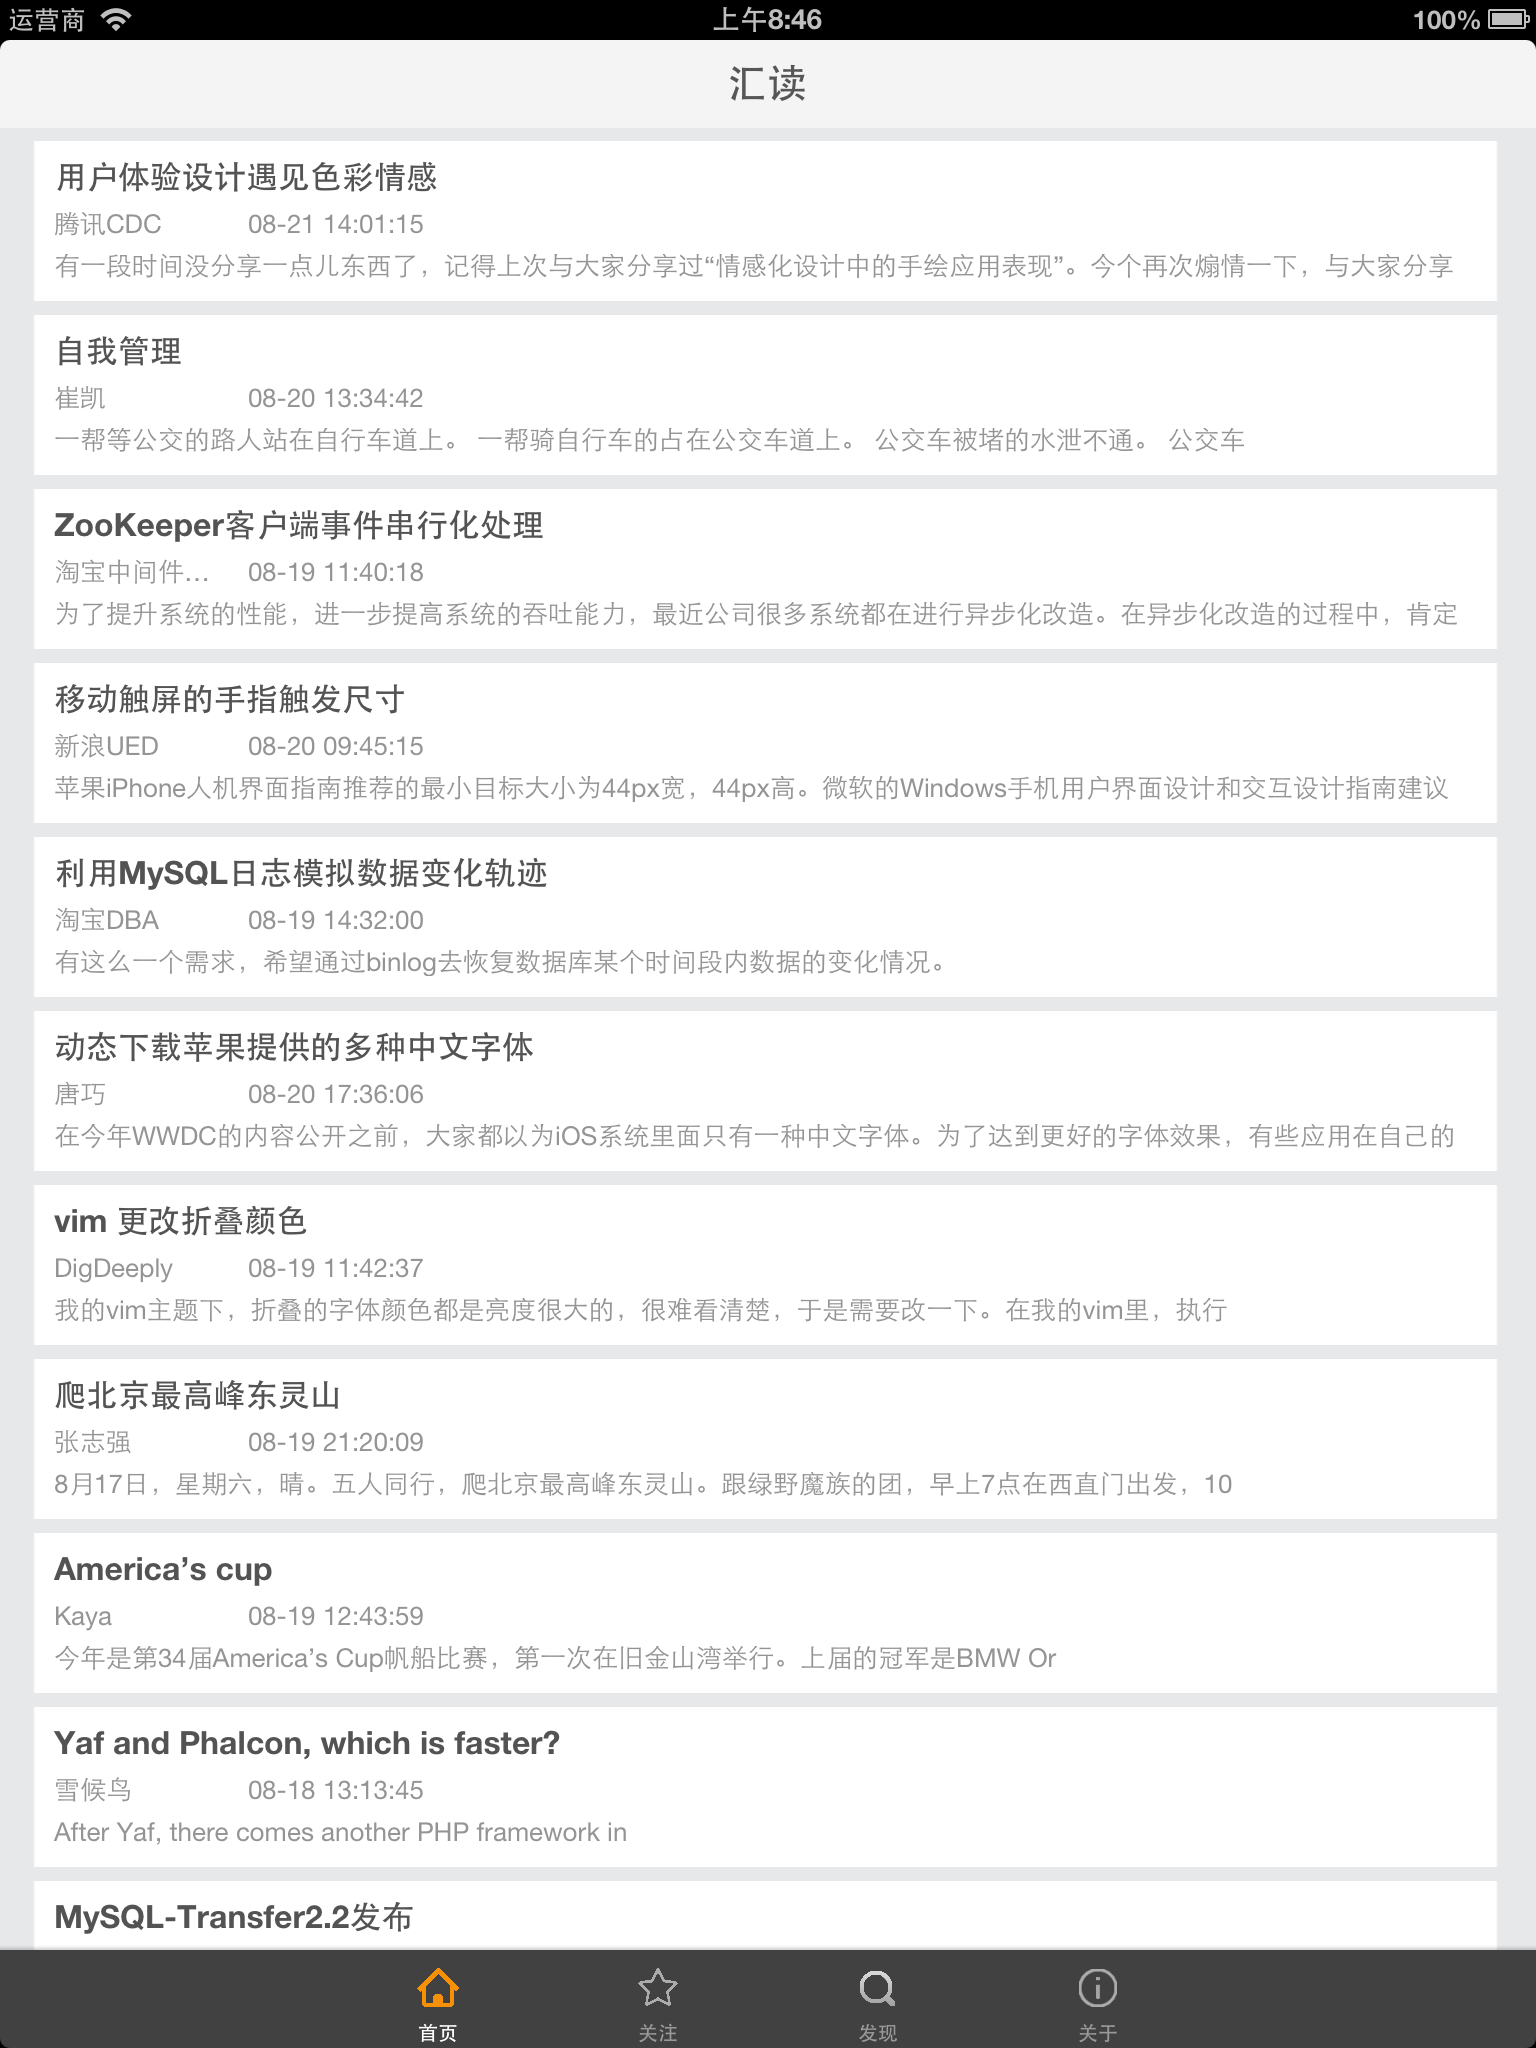 运营商 上午8:46 100%
汇读
用户体验设计遇见色彩情感
腾讯CDC 08-21 14:01:15
有一段时间没分享一点儿东西了，记得上次与大家分享过“情感化设计中的手绘应用表现”。今个再次煽情一下，与大家分享
自我管理
崔凯 08-20 13:34:42
一帮等公交的路人站在自行车道上。 一帮骑自行车的占在公交车道上。 公交车被堵的水泄不通。 公交车
ZooKeeper客户端事件串行化处理
淘宝中间件… 08-19 11:40:18
为了提升系统的性能，进一步提高系统的吞吐能力，最近公司很多系统都在进行异步化改造。在异步化改造的过程中，肯定
移动触屏的手指触发尺寸
新浪UED 08-20 09:45:15
苹果iPhone人机界面指南推荐的最小目标大小为44px宽，44px高。微软的Windows手机用户界面设计和交互设计指南建议
利用MySQL日志模拟数据变化轨迹
淘宝DBA 08-19 14:32:00
有这么一个需求，希望通过binlog去恢复数据库某个时间段内数据的变化情况。
动态下载苹果提供的多种中文字体
唐巧 08-20 17:36:06
在今年WWDC的内容公开之前，大家都以为iOS系统里面只有一种中文字体。为了达到更好的字体效果，有些应用在自己的
vim 更改折叠颜色
DigDeeply 08-19 11:42:37
我的vim主题下，折叠的字体颜色都是亮度很大的，很难看清楚，于是需要改一下。在我的vim里，执行
爬北京最高峰东灵山
张志强 08-19 21:20:09
8月17日，星期六，晴。五人同行，爬北京最高峰东灵山。跟绿野魔族的团，早上7点在西直门出发，10
America’s cup
Kaya 08-19 12:43:59
今年是第34届America’s Cup帆船比赛，第一次在旧金山湾举行。上届的冠军是BMW Or
Yaf and Phalcon, which is faster?
雪候鸟 08-18 13:13:45
After Yaf, there comes another PHP framework in
MySQL-Transfer2.2发布
首页 关注 发现 关于